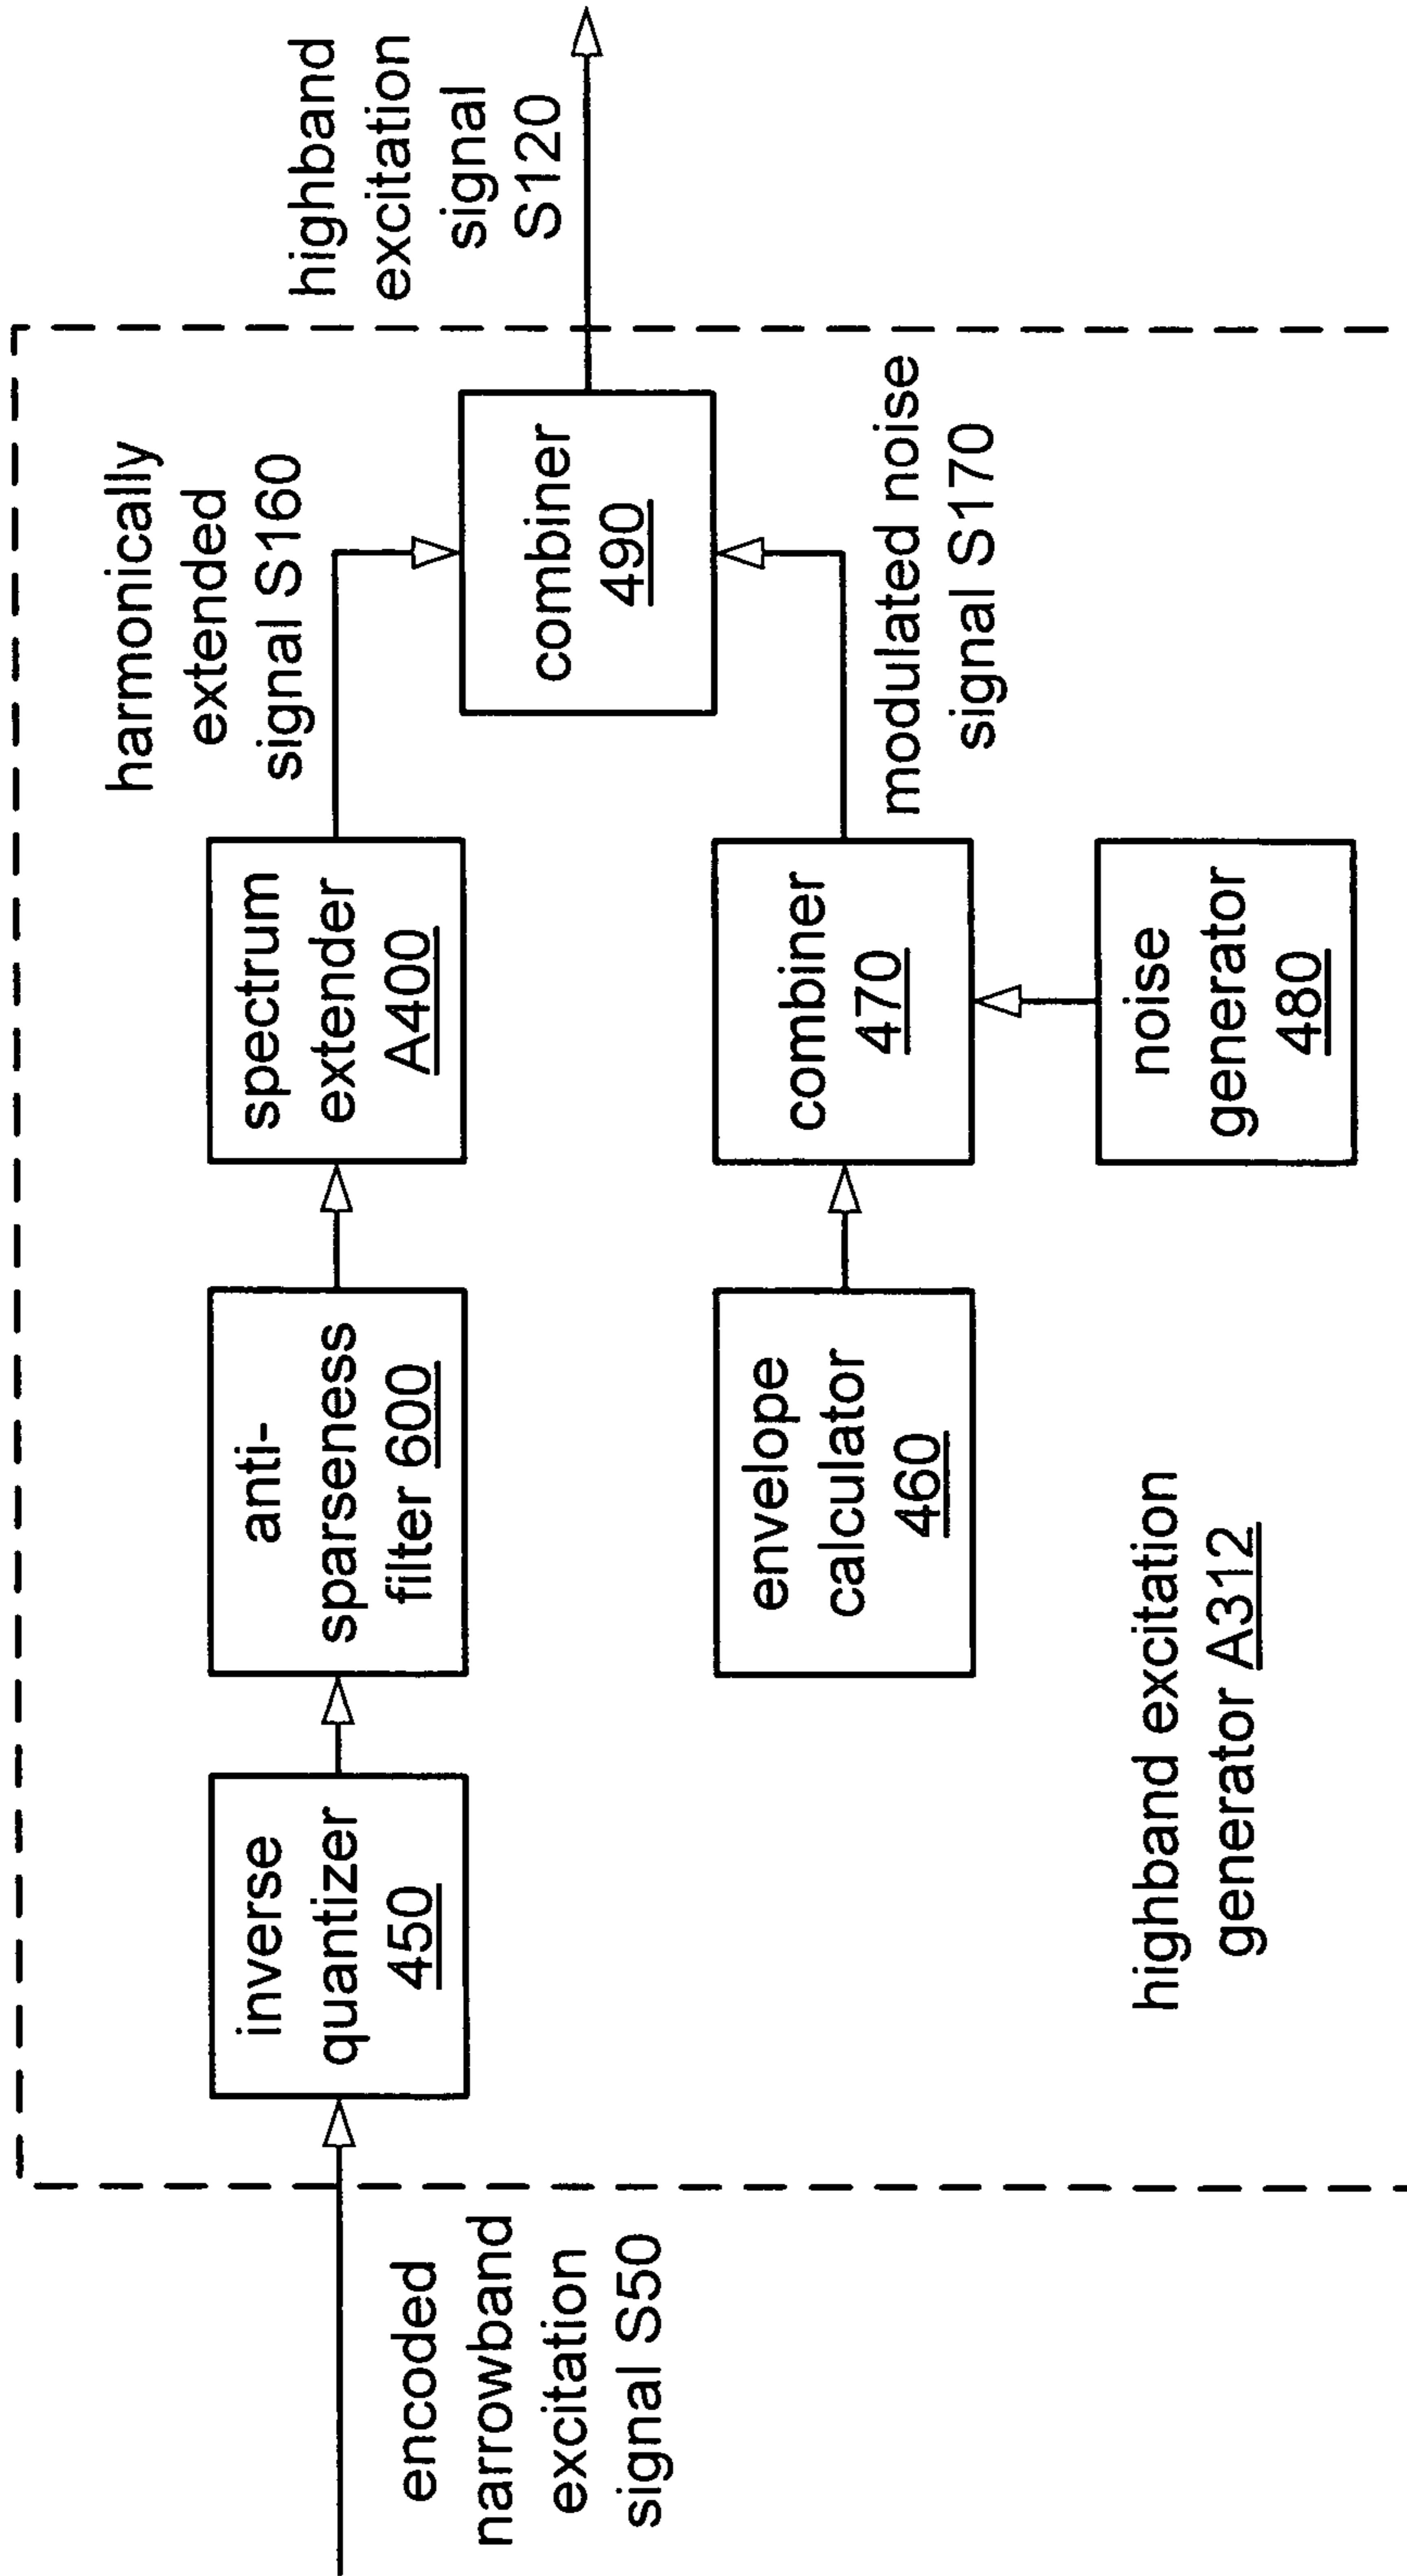 encoded
narrowband
excitation
signal S50
inverse
quantizer
450
anti-
sparseness
filter 600
spectrum
extender
A400
harmonically
extended
signal S160
combiner
490
highband
excitation
signal
S120
envelope
calculator
460
combiner
470
modulated noise
signal S170
noise
generator
480
highband excitation
generator A312